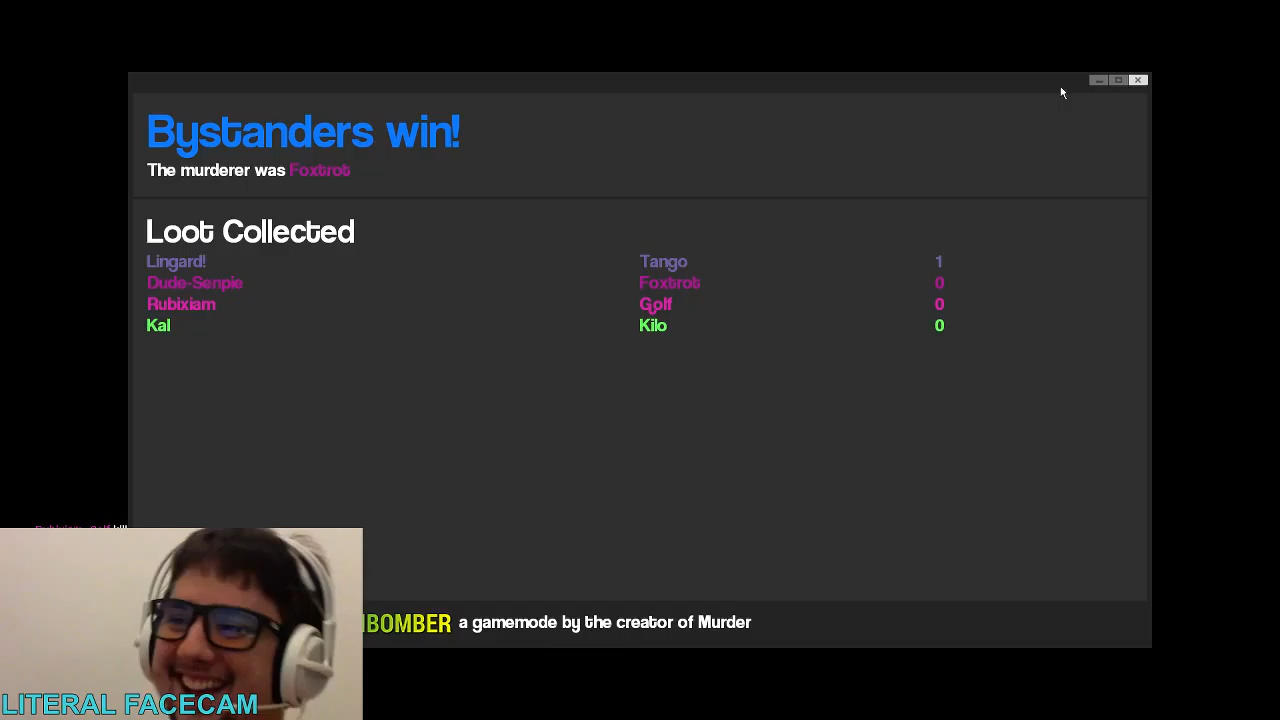 Bystanders win!
The murderer was Foxtrot
Loot Collected
Lingard! Tango 1
Dude-Senpie Foxtrot 0
Rubixiam Golf 0
Kal Kilo 0
BOMBER a gamemode by the creator of Murder
LITERAL FACECAM